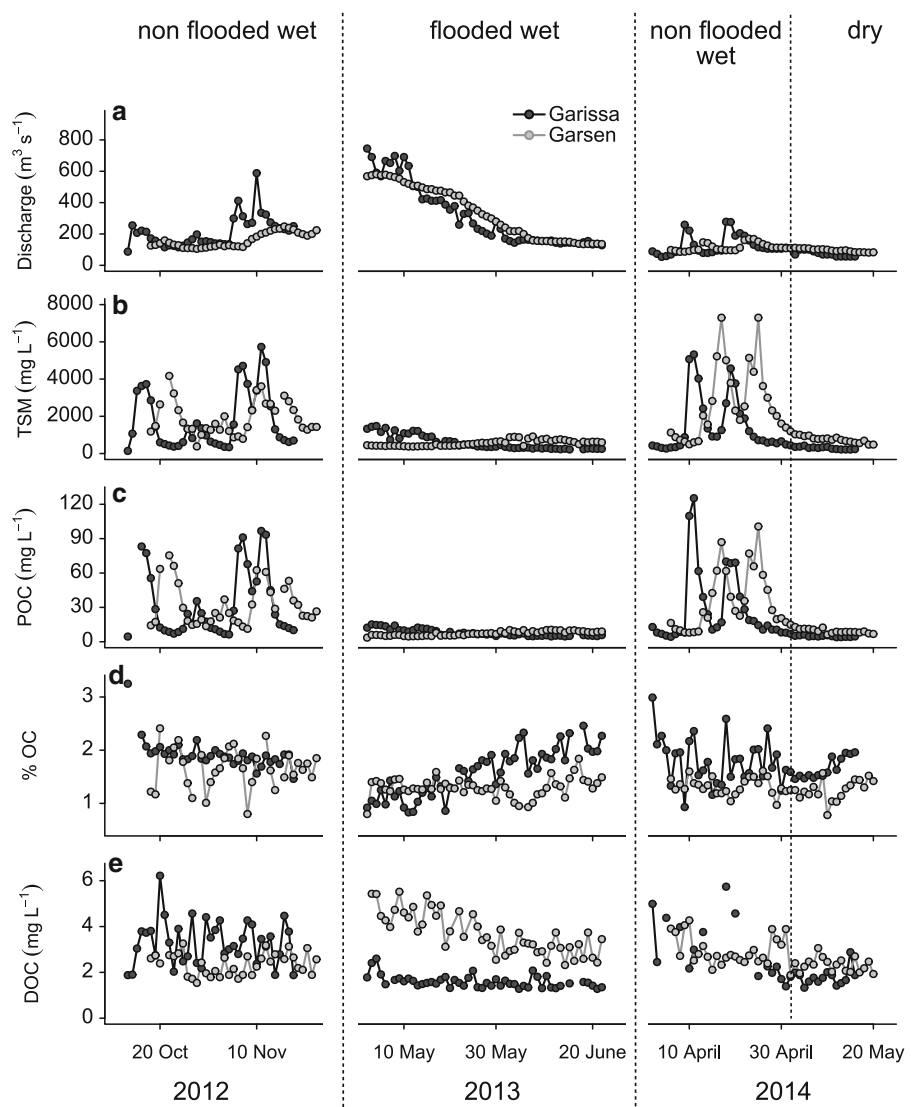 non flooded wet
flooded wet
non flooded
wet
dry
a
Garissa
Garsen
Discharge (m³ s⁻¹)
800
600
400
200
0
b
TSM (mg L⁻¹)
8000
6000
4000
2000
0
c
POC (mg L⁻¹)
120
90
60
30
0
d
% OC
3
2
1
e
DOC (mg L⁻¹)
6
4
2
0
20 Oct
10 Nov
10 May
30 May
20 June
10 April
30 April
20 May
2012
2013
2014